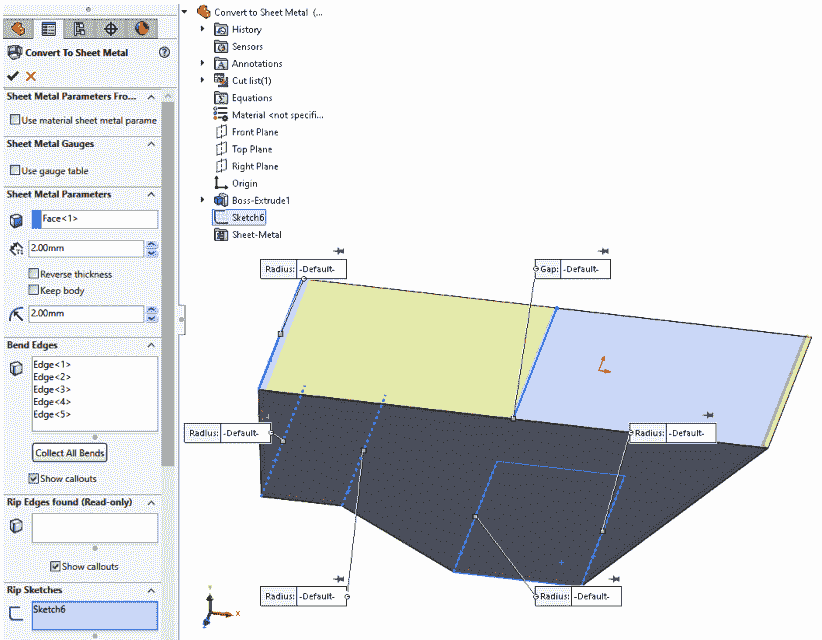 Convert To Sheet Metal
Sheet Metal Parameters Fro...
Use material sheet metal parame
Sheet Metal Gauges
Use gauge table
Sheet Metal Parameters
Face<1>
2.00mm
Reverse thickness
Keep body
2.00mm
Bend Edges
Edge<1>
Edge<2>
Edge<3>
Edge<4>
Edge<5>
Collect All Bends
Show callouts
Rip Edges found (Read-only)
Show callouts
Rip Sketches
Sketch6
Convert to Sheet Metal (...
History
Sensors
Annotations
Cut list(1)
Equations
Material <not specifi...
Front Plane
Top Plane
Right Plane
Origin
Boss-Extrude1
Sketch6
Sheet-Metal
Radius: -Default-
Gap: -Default-
Radius: -Default-
Radius: -Default-
Radius: -Default-
Radius: -Default-
X